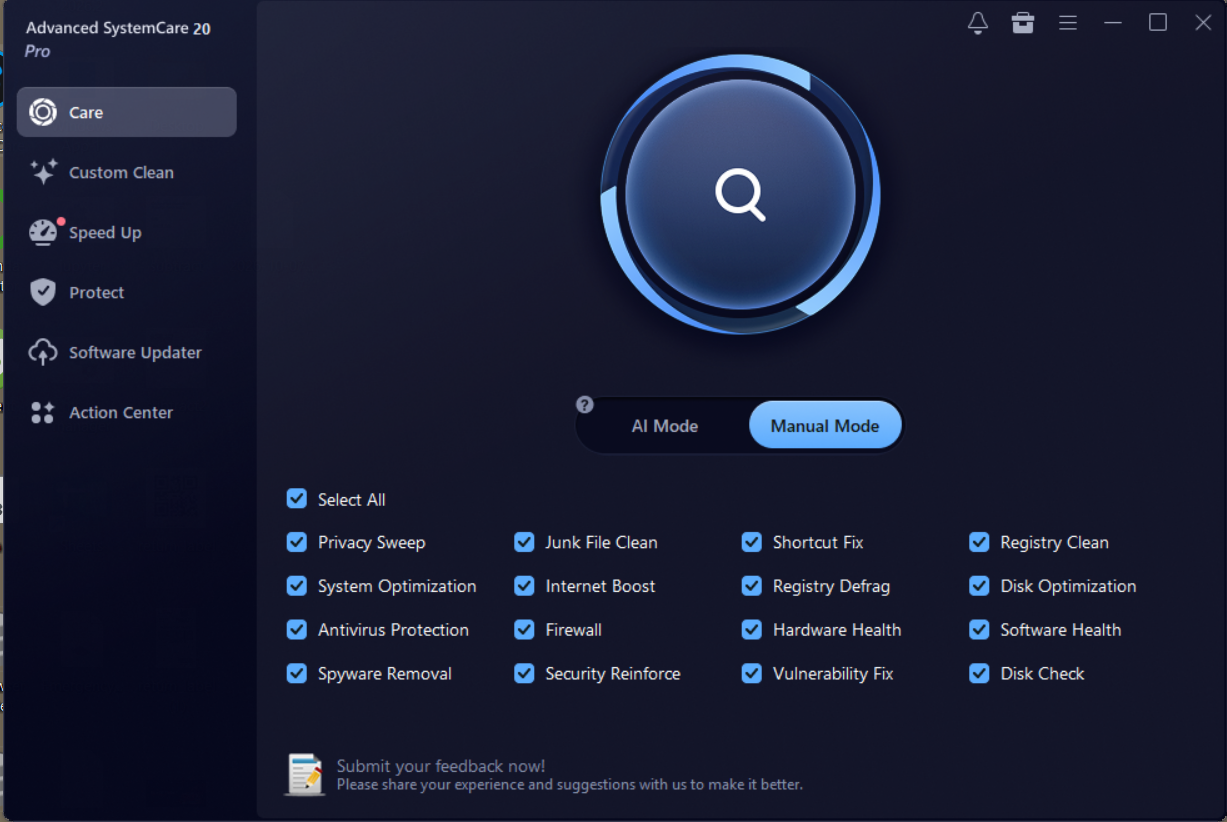 Advanced SystemCare 20
Pro
Care
Custom Clean
Speed Up
Protect
Software Updater
Action Center
?
AI Mode
Manual Mode
Select All
Privacy Sweep
Junk File Clean
Shortcut Fix
Registry Clean
System Optimization
Internet Boost
Registry Defrag
Disk Optimization
Antivirus Protection
Firewall
Hardware Health
Software Health
Spyware Removal
Security Reinforce
Vulnerability Fix
Disk Check
Submit your feedback now!
Please share your experience and suggestions with us to make it better.